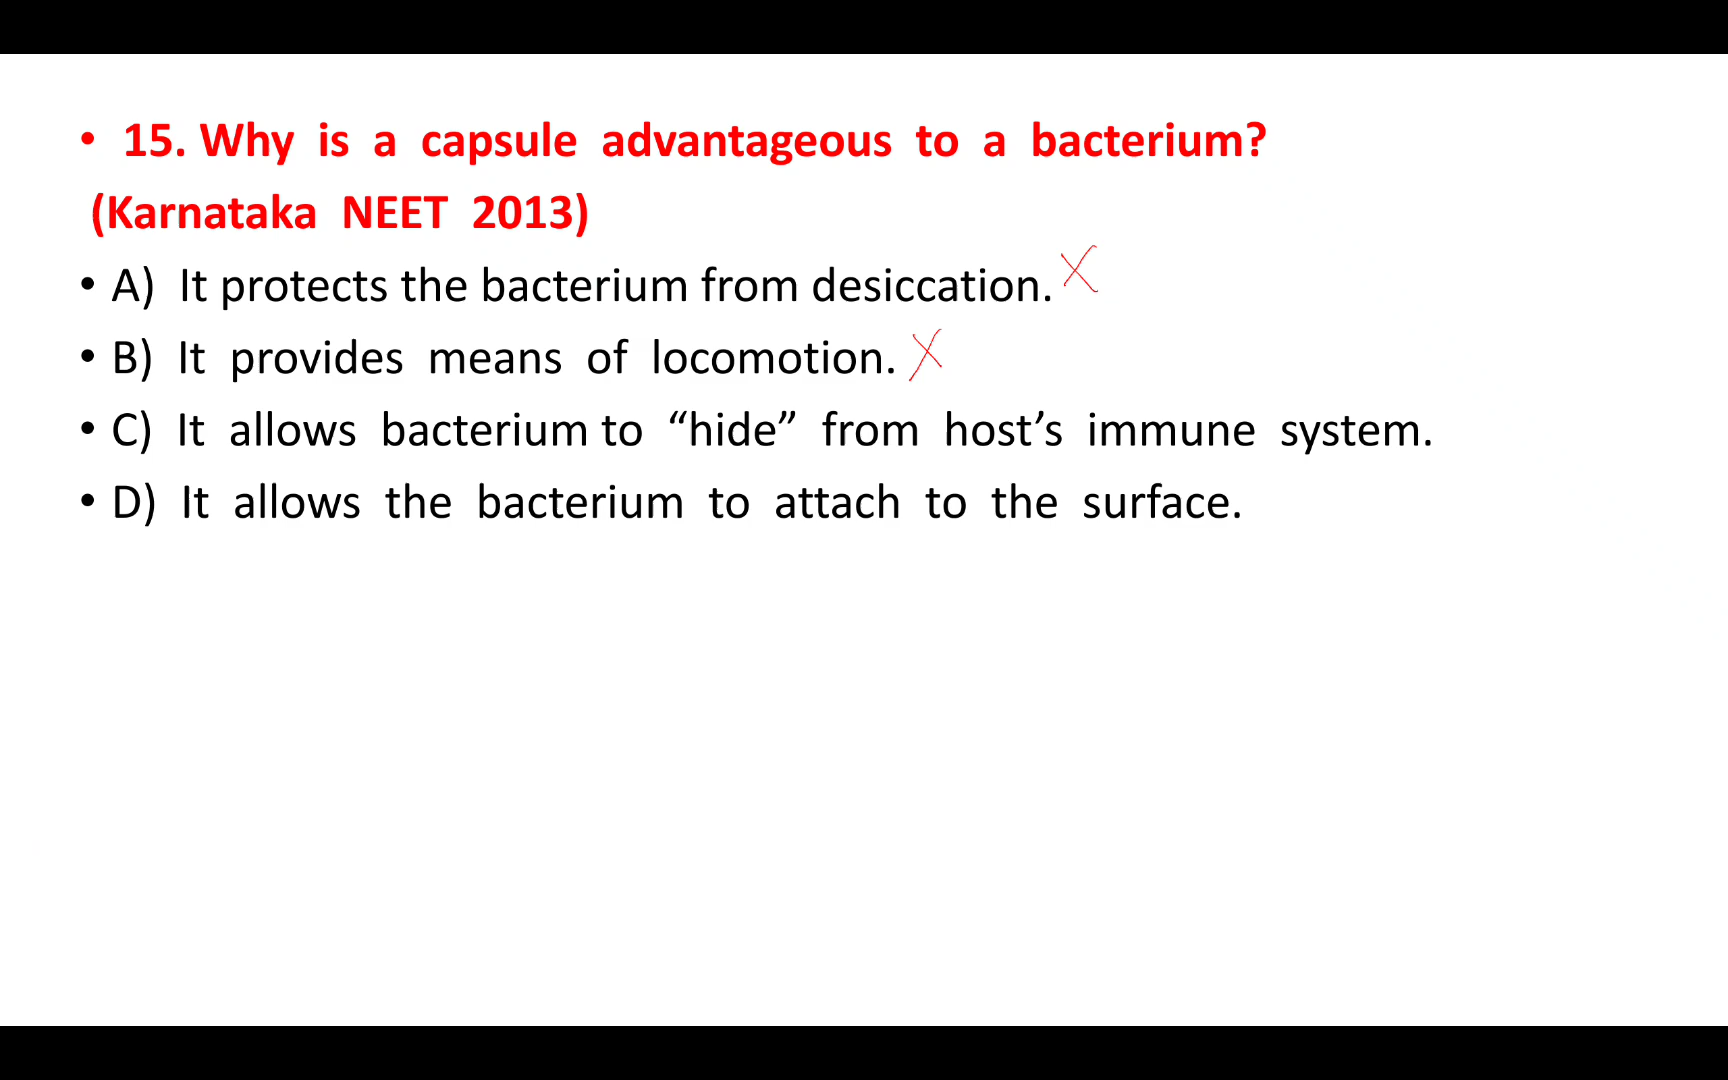 • 15. Why is a capsule advantageous to a bacterium?
(Karnataka NEET 2013)
• A) It protects the bacterium from desiccation. X
• B) It provides means of locomotion. X
• C) It allows bacterium to “hide” from host’s immune system.
• D) It allows the bacterium to attach to the surface.